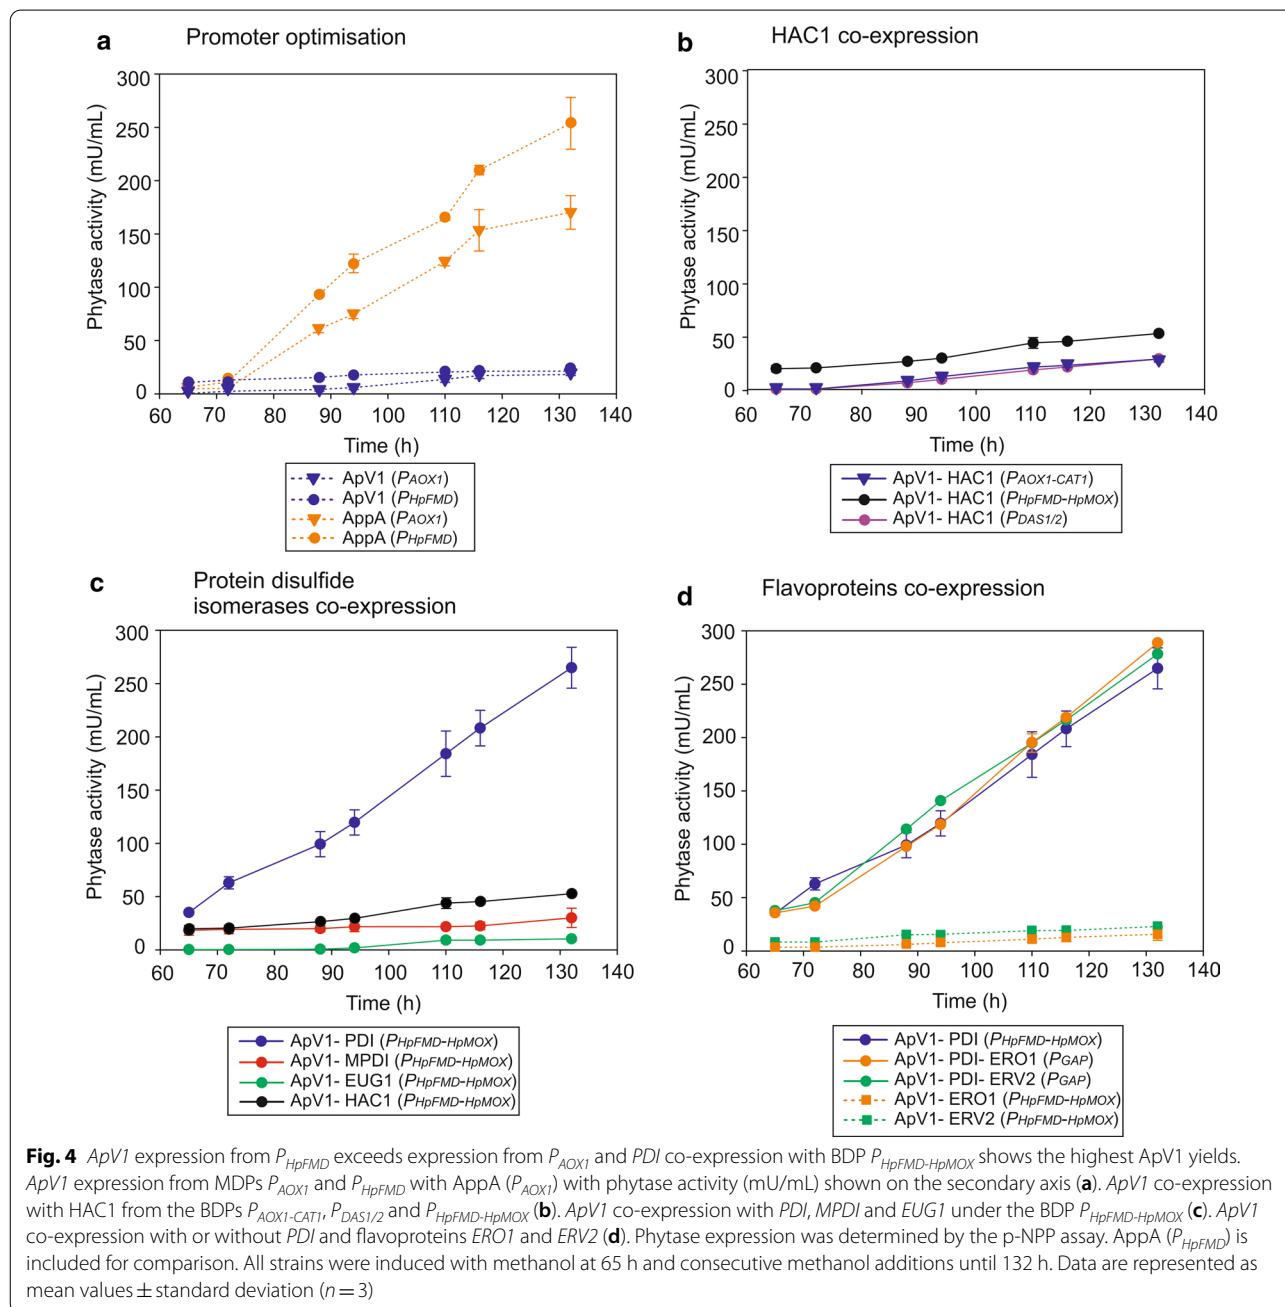 a Promoter optimisation
300
250
200
150
100
50
0
Phytase activity (mU/mL)
60 70 80 90 100 110 120 130 140
Time (h)
ApV1 (PAOX1)
ApV1 (PHpFMD)
AppA (PAOX1)
AppA (PHpFMD)
b HAC1 co-expression
300
250
200
150
100
50
0
Phytase activity (mU/mL)
60 70 80 90 100 110 120 130 140
Time (h)
ApV1- HAC1 (PAOX1-CAT1)
ApV1- HAC1 (PHpFMD-HpMOX)
ApV1- HAC1 (PDAS1/2)
c Protein disulfide
isomerases co-expression
300
250
200
150
100
50
0
Phytase activity (mU/mL)
60 70 80 90 100 110 120 130 140
Time (h)
ApV1- PDI (PHpFMD-HpMOX)
ApV1- MPDI (PHpFMD-HpMOX)
ApV1- EUG1 (PHpFMD-HpMOX)
ApV1- HAC1 (PHpFMD-HpMOX)
d Flavoproteins co-expression
300
250
200
150
100
50
0
Phytase activity (mU/mL)
60 70 80 90 100 110 120 130 140
Time (h)
ApV1- PDI (PHpFMD-HpMOX)
ApV1- PDI- ERO1 (PGAP)
ApV1- PDI- ERV2 (PGAP)
ApV1- ERO1 (PHpFMD-HpMOX)
ApV1- ERV2 (PHpFMD-HpMOX)
Fig. 4 ApV1 expression from PHpFMD exceeds expression from PAOX1 and PDI co-expression with BDP PHpFMD-HpMOX shows the highest ApV1 yields.
ApV1 expression from MDPs PAOX1 and PHpFMD with AppA (PAOX1) with phytase activity (mU/mL) shown on the secondary axis (a). ApV1 co-expression
with HAC1 from the BDPs PAOX1-CAT1, PDAS1/2 and PHpFMD-HpMOX (b). ApV1 co-expression with PDI, MPDI and EUG1 under the BDP PHpFMD-HpMOX (c). ApV1
co-expression with or without PDI and flavoproteins ERO1 and ERV2 (d). Phytase expression was determined by the p-NPP assay. AppA (PHpFMD) is
included for comparison. All strains were induced with methanol at 65 h and consecutive methanol additions until 132 h. Data are represented as
mean values ± standard deviation (n = 3)